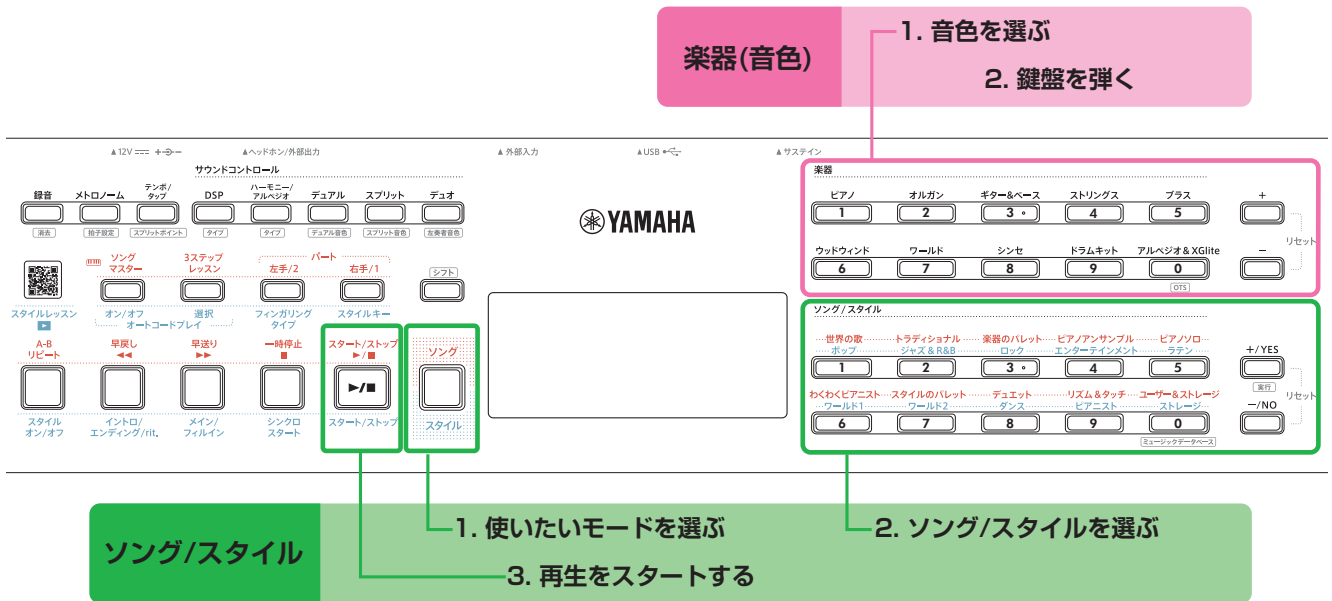 楽器(音色)
1. 音色を選ぶ
2. 鍵盤を弾く
▲12V
▲ヘッドホン/外部出力
▲外部入力
▲USB
▲サステイン
サウンドコントロール
録音 メトロノーム テンポ/タップ DSP ハーモニー/アルペジオ デュアル スプリット デュオ
消去 拍子設定 スプリットポイント タイプ タイプ デュアル音色 スプリット音色 左奏者音色
YAMAHA
楽器
ピアノ オルガン ギター&ベース ストリングス ブラス +
1 2 3 4 5
リセット
ウッドウィンド ワールド シンセ ドラムキット アルペジオ&XGlite −
6 7 8 9 0
OTS
ソングマスター 3ステップレッスン パート 左手/2 右手/1
シフト
スタイルレッスン オン/オフ 選択 フィンガリングタイプ スタイルキー
オートコードプレイ
A-Bリピート 早戻し ◀◀ 早送り ▶▶ 一時停止 ■ スタート/ストップ ▶/■ ソング
▶/■
スタイルオン/オフ イントロ/エンディング/rit. メイン/フィルイン シンクロスタート スタート/ストップ スタイル
ソング/スタイル
世界の歌 トラディショナル 楽器のパレット ピアノアンサンブル ピアノソロ
ポップ ジャズ&R&B ロック エンターテインメント ラテン +/YES
1 2 3 4 5
実行
リセット
わくわくピアニスト スタイルのパレット デュエット リズム&タッチ ユーザー&ストレージ
ワールド1 ワールド2 ダンス ピアニスト ストレージ −/NO
6 7 8 9 0
ミュージックデータベース
ソング/スタイル
1. 使いたいモードを選ぶ
2. ソング/スタイルを選ぶ
3. 再生をスタートする